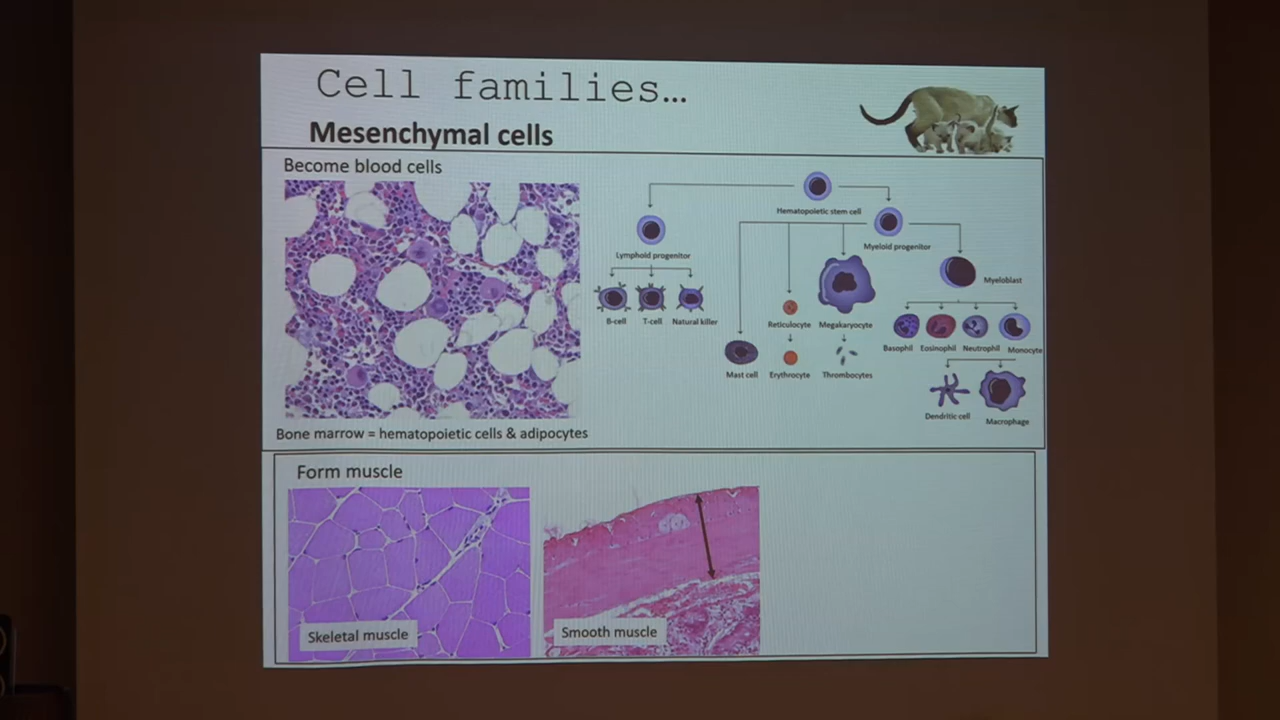 Cell families…
Mesenchymal cells
Become blood cells
Hematopoietic stem cell
Lymphoid progenitor
Myeloid progenitor
Myeloblast
B-cell
T-cell
Natural killer
Reticulocyte
Megakaryocyte
Basophil
Eosinophil
Neutrophil
Monocyte
Mast cell
Erythrocyte
Thrombocytes
Dendritic cell
Macrophage
Bone marrow = hematopoietic cells & adipocytes
Form muscle
Skeletal muscle
Smooth muscle